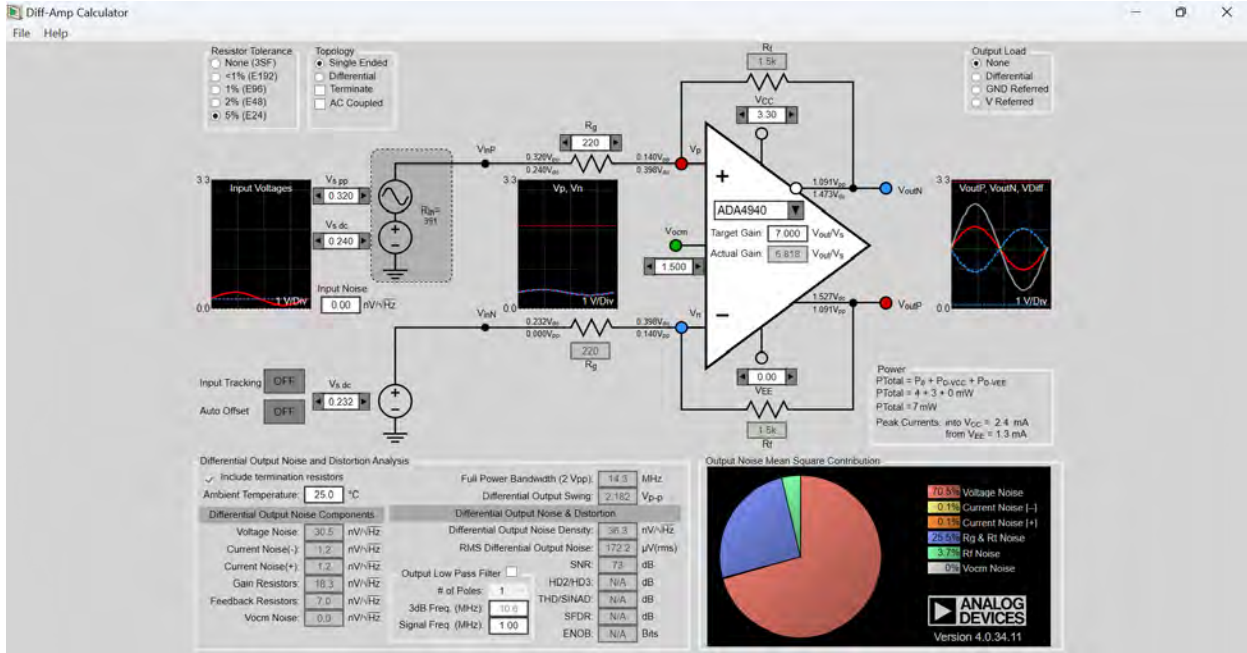 Diff-Amp Calculator
File Help
Resistor Tolerance
None (3SF)
<1% (E192)
1% (E96)
2% (E48)
5% (E24)
Topology
Single Ended
Differential
Terminate
AC Coupled
Output Load
None
Differential
GND Referred
V Referred
Rf
1.5k
VCC
3.30
Rg
220
VinP
0.320Vpp
0.240Vdc
0.140Vpp
0.398Vdc
Vp
+
1.091Vpp
1.473Vdc
VoutN
3.3
Input Voltages
0.0
1 V/Div
Vs pp
0.320
Vs dc
0.240
Rin=
391
Input Noise
0.00 nV/√Hz
3.3
Vp, Vn
0.0
1 V/Div
ADA4940
Target Gain: 7.000 Vout/Vs
Actual Gain: 6.818 Vout/Vs
Vocm
1.500
3.3
VoutP, VoutN, VDiff
0.0
1 V/Div
VinN
0.232Vdc
0.000Vpp
220
Rg
0.398Vdc
0.140Vpp
Vn
−
1.527Vdc
1.091Vpp
VoutP
0.00
VEE
1.5k
Rf
Input Tracking OFF
Auto Offset OFF
Vs dc
0.232
Power
PTotal = PQ + PO-VCC + PO-VEE
PTotal = 4 + 3 + 0 mW
PTotal = 7 mW
Peak Currents: into VCC = 2.4 mA
from VEE = 1.3 mA
Differential Output Noise and Distortion Analysis
Include termination resistors
Ambient Temperature: 25.0 °C
Differential Output Noise Components
Voltage Noise: 30.5 nV/√Hz
Current Noise(-): 1.2 nV/√Hz
Current Noise(+): 1.2 nV/√Hz
Gain Resistors: 18.3 nV/√Hz
Feedback Resistors: 7.0 nV/√Hz
Vocm Noise: 0.0 nV/√Hz
Full Power Bandwidth (2 Vpp): 14.3 MHz
Differential Output Swing: 2.182 Vp-p
Differential Output Noise & Distortion
Differential Output Noise Density: 36.3 nV/√Hz
RMS Differential Output Noise: 172.2 µV(rms)
SNR: 73 dB
HD2/HD3: N/A dB
THD/SINAD: N/A dB
SFDR: N/A dB
ENOB: N/A Bits
Output Low Pass Filter
# of Poles: 1
3dB Freq. (MHz): 10.6
Signal Freq. (MHz): 1.00
Output Noise Mean Square Contribution
70.5% Voltage Noise
0.1% Current Noise [-]
0.1% Current Noise [+]
25.5% Rg & Rt Noise
3.7% Rf Noise
0% Vocm Noise
ANALOG
DEVICES
Version 4.0.34.11